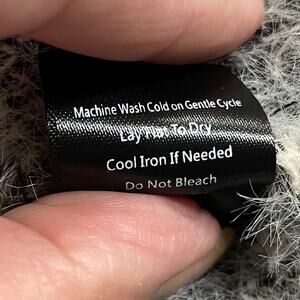 Machine Wash Cold on Gentle Cycle
Lay Flat To Dry
Cool Iron If Needed
Do Not Bleach